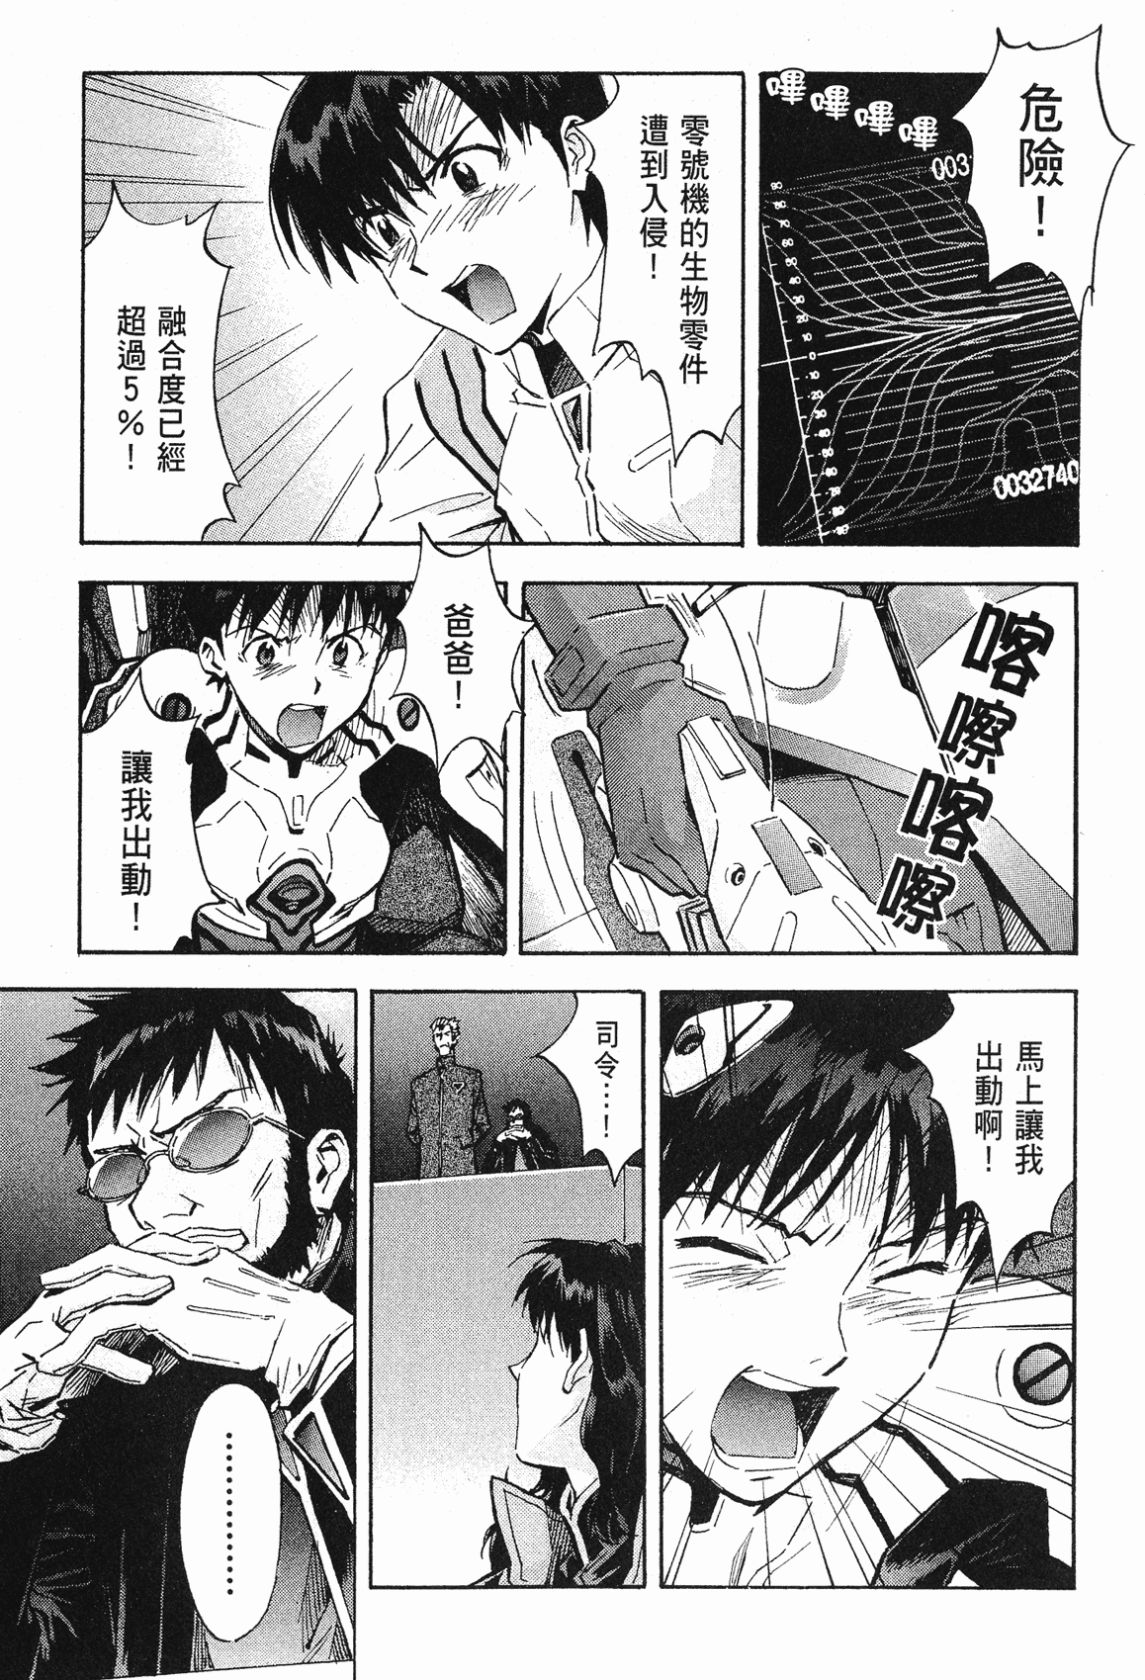 危險！
嗶嗶嗶嗶
0031
0032740
零號機的生物零件
遭到入侵！
融合度已經
超過5%！
喀嚓喀嚓
爸爸！
讓我出動！
馬上讓我
出動啊！
司令…！
…………